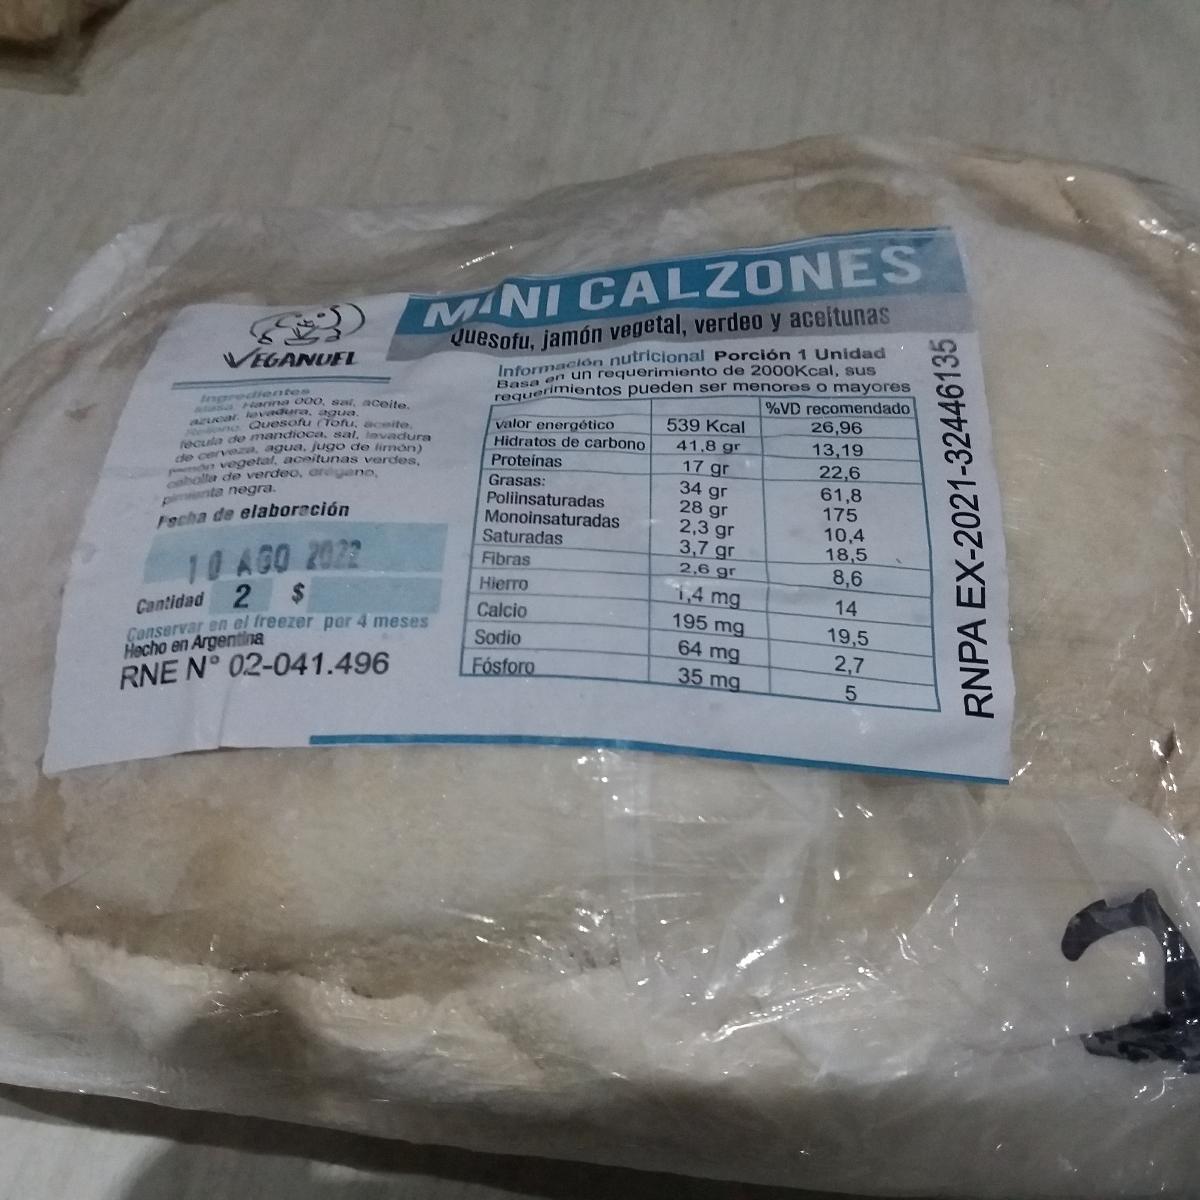 MINI CALZONES
Quesofu, jamón vegetal, verdeo y aceitunas
VEGANUEL
Ingredientes
Masa: Harina 000, sal, aceite,
azucar, levadura, agua.
Relleno: Quesofu (Tofu, aceite,
fécula de mandioca, sal, levadura
de cerveza, agua, jugo de limón)
jamón vegetal, aceitunas verdes,
cebolla de verdeo, orégano,
pimienta negra.
Fecha de elaboración
10 AGO 2022
Cantidad 2 $
Conservar en el freezer por 4 meses
Hecho en Argentina
RNE N° 02-041.496
Información nutricional Porción 1 Unidad
Basa en un requerimiento de 2000Kcal, sus
requerimientos pueden ser menores o mayores
%VD recomendado
valor energético 539 Kcal 26,96
Hidratos de carbono 41,8 gr 13,19
Proteínas 17 gr 22,6
Grasas: 34 gr 61,8
Poliinsaturadas 28 gr 175
Monoinsaturadas 2,3 gr 10,4
Saturadas 3,7 gr 18,5
Fibras 2,6 gr 8,6
Hierro 1,4 mg 14
Calcio 195 mg 19,5
Sodio 64 mg 2,7
Fósforo 35 mg 5
RNPA EX-2021-32446135